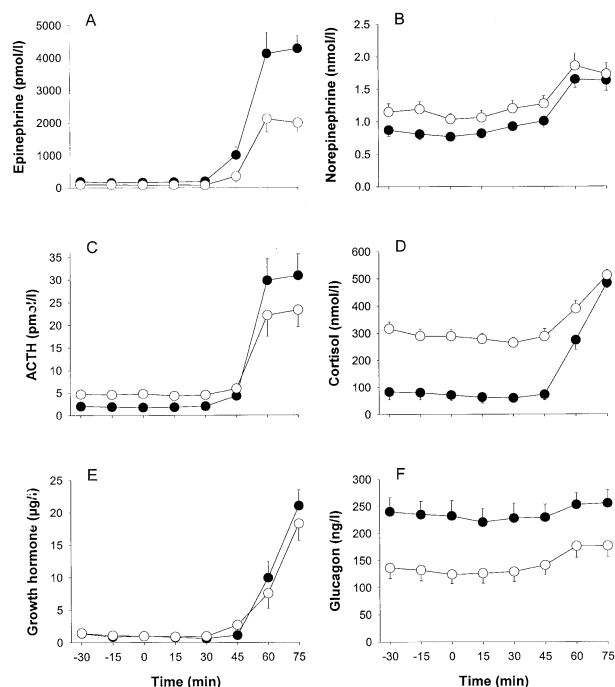 A
Epinephrine (pmol/l)
5000
4000
3000
2000
1000
0
B
Norepinephrine (nmol/l)
2.5
2.0
1.5
1.0
0.5
0.0
C
ACTH (pmol/l)
35
30
25
20
15
10
5
0
D
Cortisol (nmol/l)
600
500
400
300
200
100
0
E
Growth hormone (µg/l)
25
20
15
10
5
0
-30 -15 0 15 30 45 60 75
Time (min)
F
Glucagon (ng/l)
300
250
200
150
100
50
0
-30 -15 0 15 30 45 60 75
Time (min)